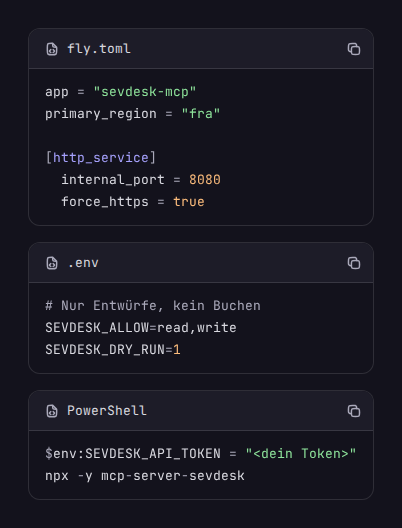 fly.toml
app = "sevdesk-mcp"
primary_region = "fra"

[http_service]
  internal_port = 8080
  force_https = true
.env
# Nur Entwürfe, kein Buchen
SEVDESK_ALLOW=read,write
SEVDESK_DRY_RUN=1
PowerShell
$env:SEVDESK_API_TOKEN = "<dein Token>"
npx -y mcp-server-sevdesk